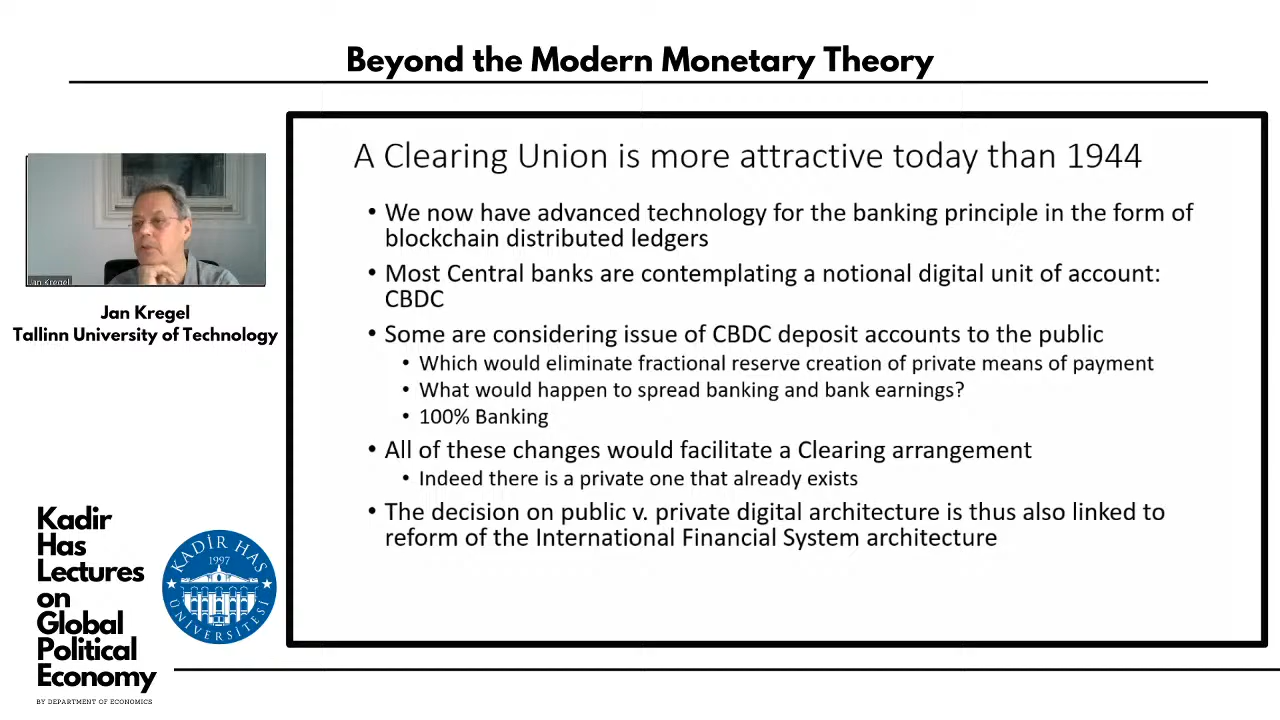 Beyond the Modern Monetary Theory
A Clearing Union is more attractive today than 1944
• We now have advanced technology for the banking principle in the form of
blockchain distributed ledgers
• Most Central banks are contemplating a notional digital unit of account:
CBDC
• Some are considering issue of CBDC deposit accounts to the public
• Which would eliminate fractional reserve creation of private means of payment
• What would happen to spread banking and bank earnings?
• 100% Banking
• All of these changes would facilitate a Clearing arrangement
• Indeed there is a private one that already exists
• The decision on public v. private digital architecture is thus also linked to
reform of the International Financial System architecture
Jan Kregel
Jan Kregel
Tallinn University of Technology
Kadir
Has
Lectures
on
Global
Political
Economy
BY DEPARTMENT OF ECONOMICS
KADİR HAS
1997
ÜNİVERSİTESİ